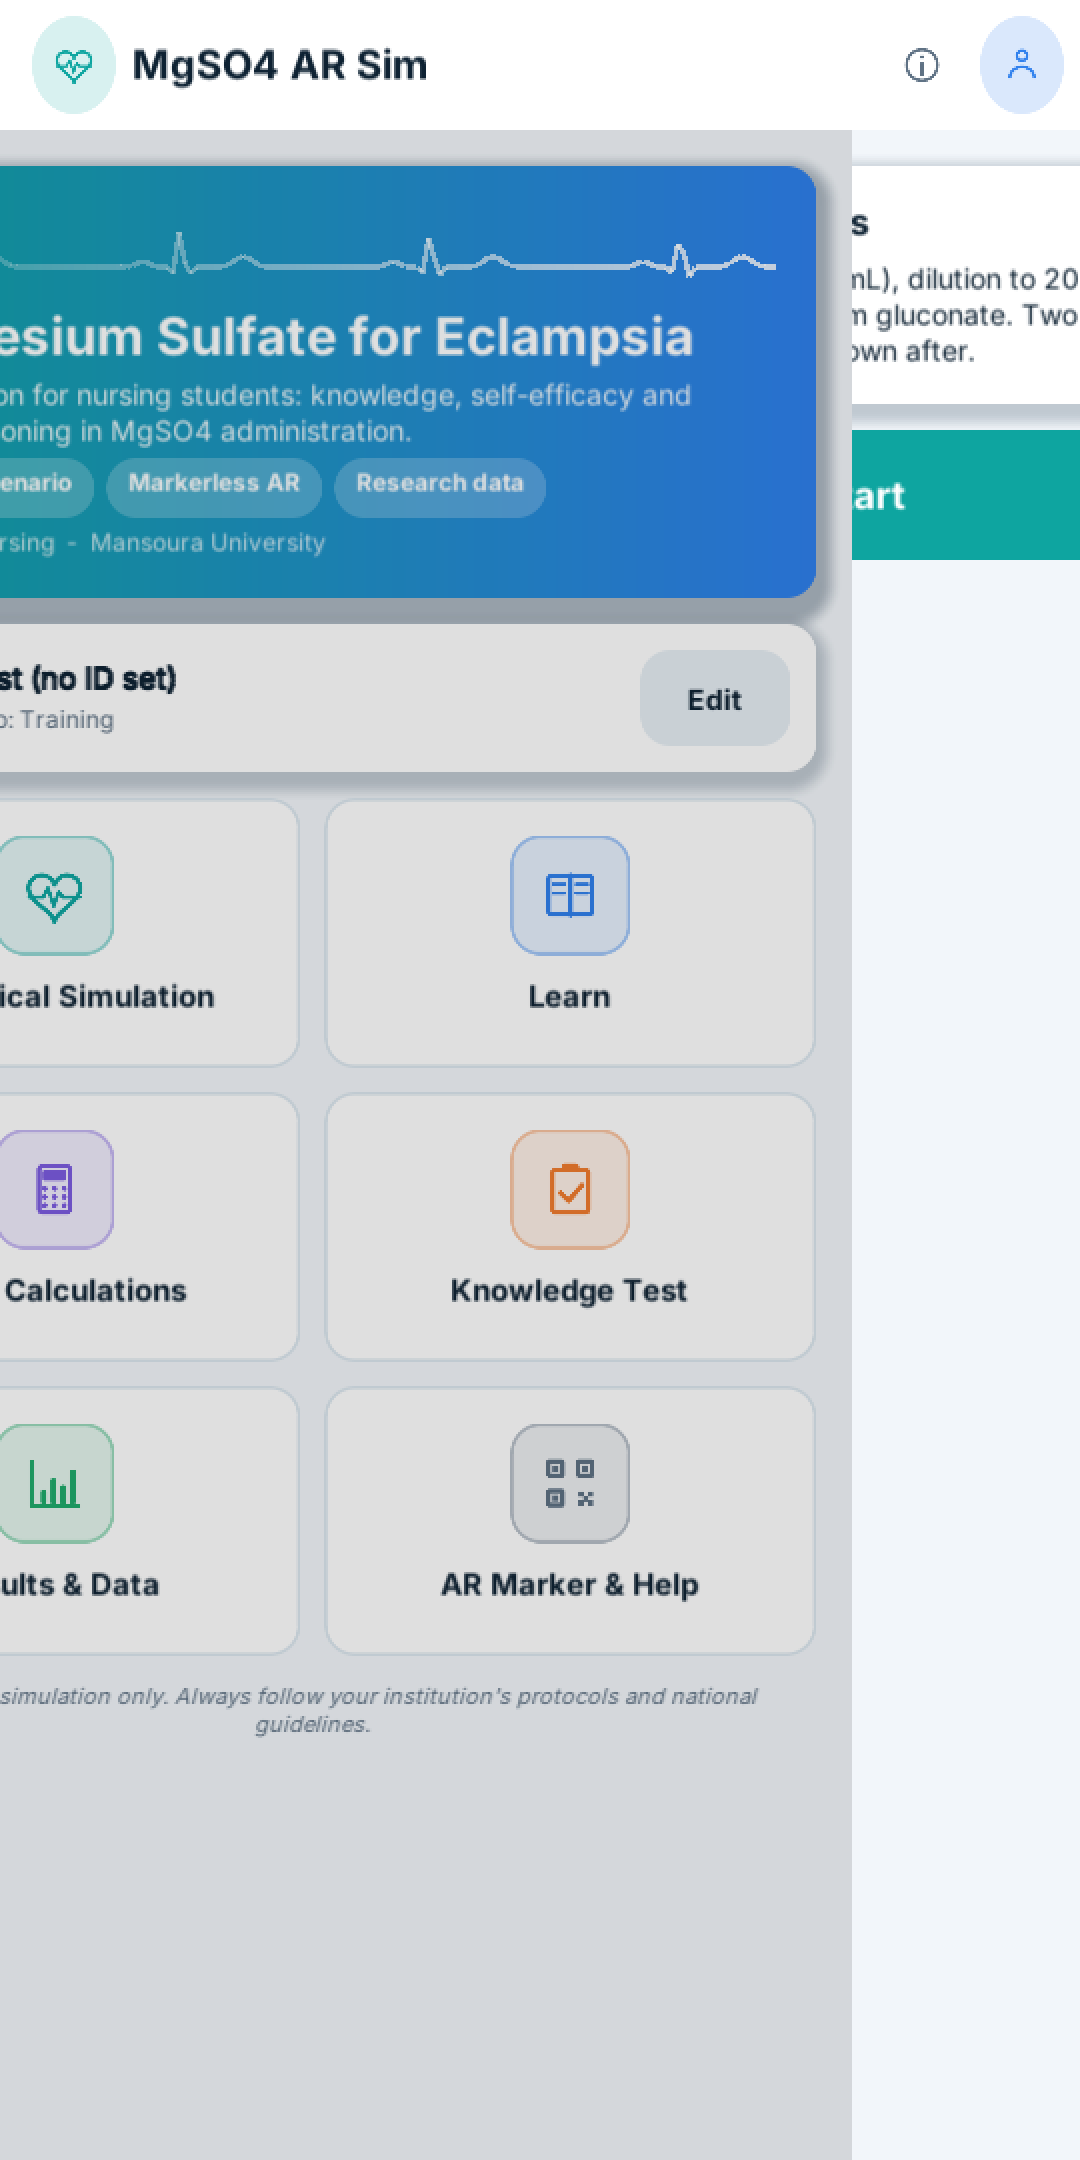 MgSO4 AR Sim
esium Sulfate for Eclampsia
on for nursing students: knowledge, self-efficacy and
oning in MgSO4 administration.
enario
Markerless AR
Research data
rsing - Mansoura University
st (no ID set)
o: Training
Edit
ical Simulation
Learn
Calculations
Knowledge Test
ults & Data
AR Marker & Help
simulation only. Always follow your institution's protocols and national
guidelines.
s
mL), dilution to 20
m gluconate. Two
own after.
tart